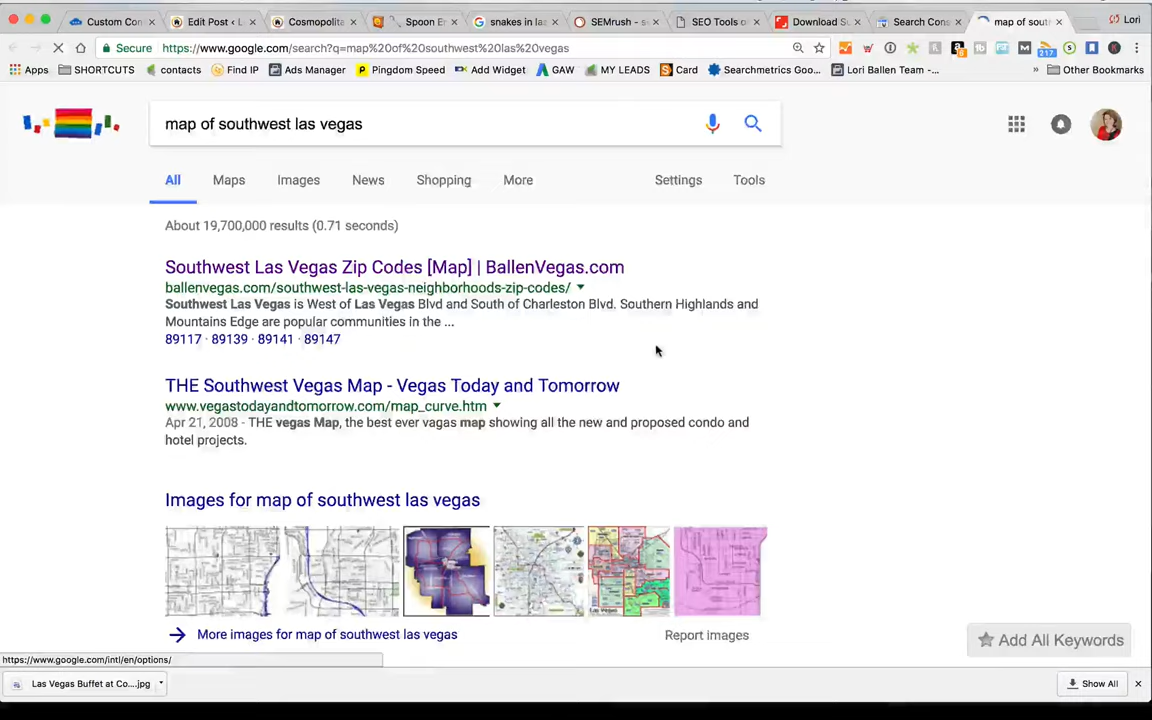 Custom Con
Edit Post ‹ L
Cosmopolita
Spoon En
snakes in las
SEMrush - se
SEO Tools on
Download Su
Search Cons
map of sout
Lori
Secure
https://www.google.com/search?q=map%20of%20southwest%20las%20vegas
217
Apps
SHORTCUTS
contacts
Find IP
Ads Manager
Pingdom Speed
Add Widget
GAW
MY LEADS
Card
Searchmetrics Goo...
Lori Ballen Team -...
»
Other Bookmarks
map of southwest las vegas
All
Maps
Images
News
Shopping
More
Settings
Tools
About 19,700,000 results (0.71 seconds)
Southwest Las Vegas Zip Codes [Map] | BallenVegas.com
ballenvegas.com/southwest-las-vegas-neighborhoods-zip-codes/
Southwest Las Vegas is West of Las Vegas Blvd and South of Charleston Blvd. Southern Highlands and
Mountains Edge are popular communities in the ...
89117 · 89139 · 89141 · 89147
THE Southwest Vegas Map - Vegas Today and Tomorrow
www.vegastodayandtomorrow.com/map_curve.htm
Apr 21, 2008 - THE vegas Map, the best ever vagas map showing all the new and proposed condo and
hotel projects.
Images for map of southwest las vegas
More images for map of southwest las vegas
Report images
Add All Keywords
https://www.google.com/intl/en/options/
Las Vegas Buffet at Co....jpg
Show All